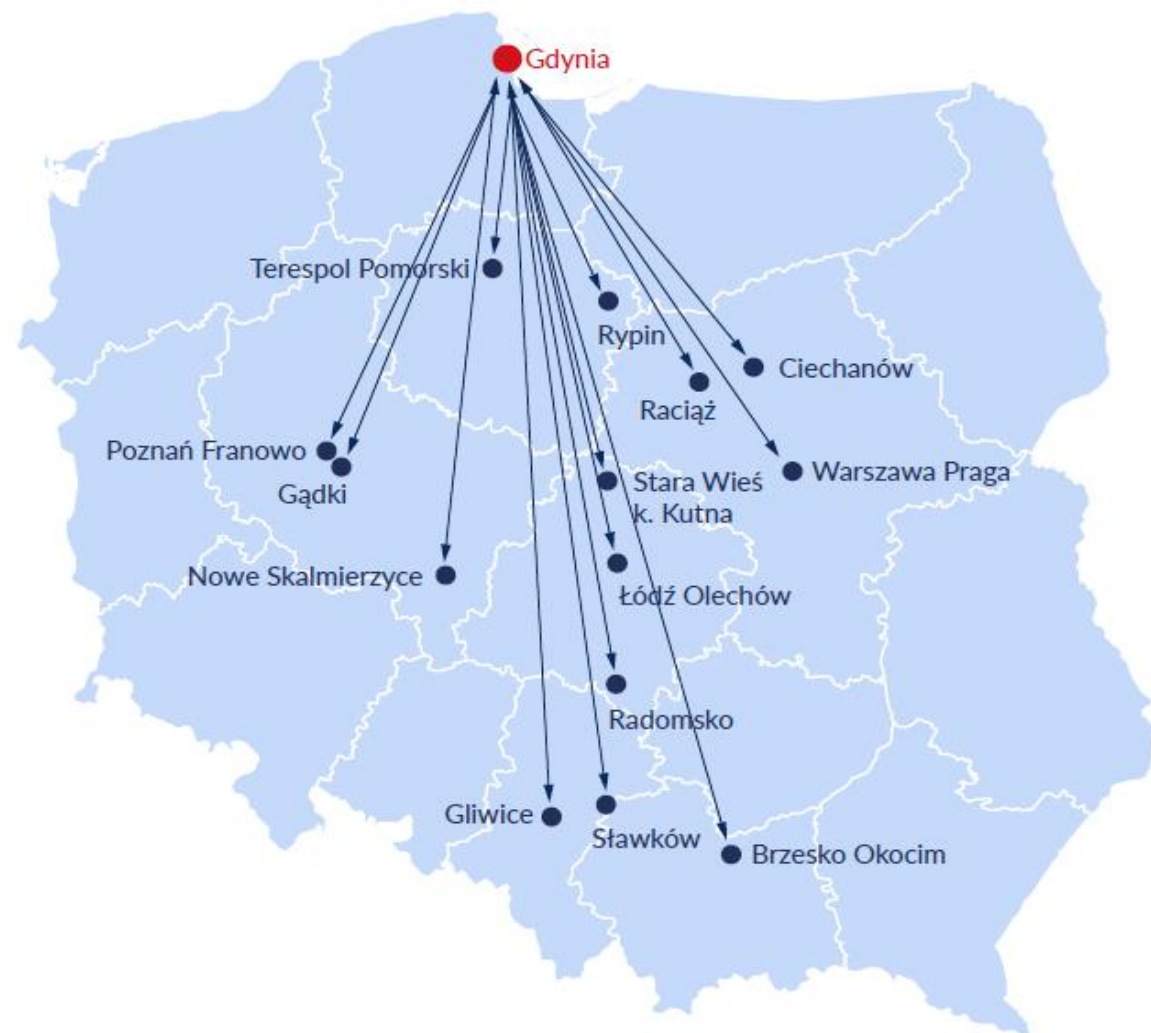 Gdynia
Terespol Pomorski
Rypin
Ciechanów
Raciąż
Poznań Franowo
Gądki
Stara Wieś
k. Kutna
Warszawa Praga
Nowe Skalmierzyce
Łódź Olechów
Radomsko
Gliwice
Sławków
Brzesko Okocim